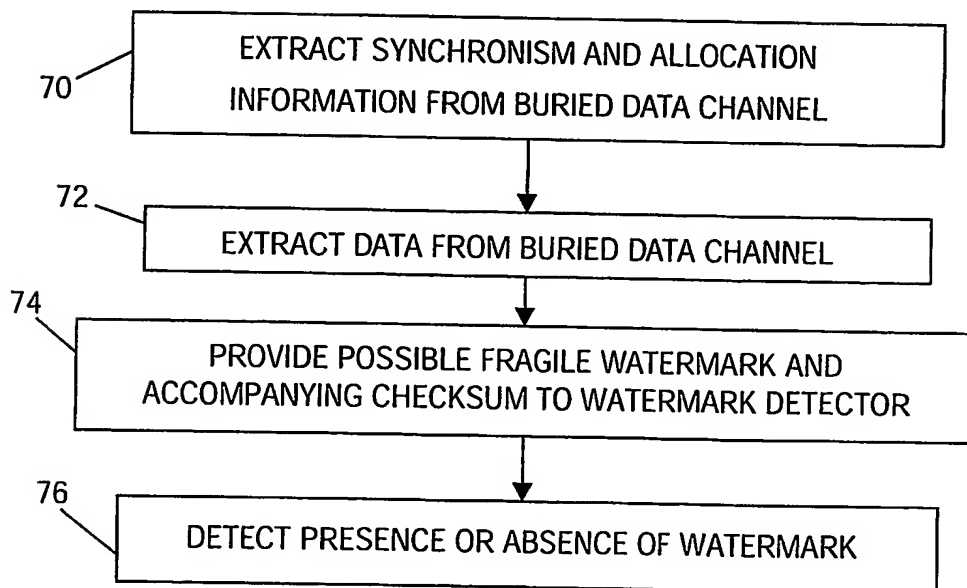 70
EXTRACT SYNCHRONISM AND ALLOCATION
INFORMATION FROM BURIED DATA CHANNEL
72
EXTRACT DATA FROM BURIED DATA CHANNEL
74
PROVIDE POSSIBLE FRAGILE WATERMARK AND
ACCOMPANYING CHECKSUM TO WATERMARK DETECTOR
76
DETECT PRESENCE OR ABSENCE OF WATERMARK